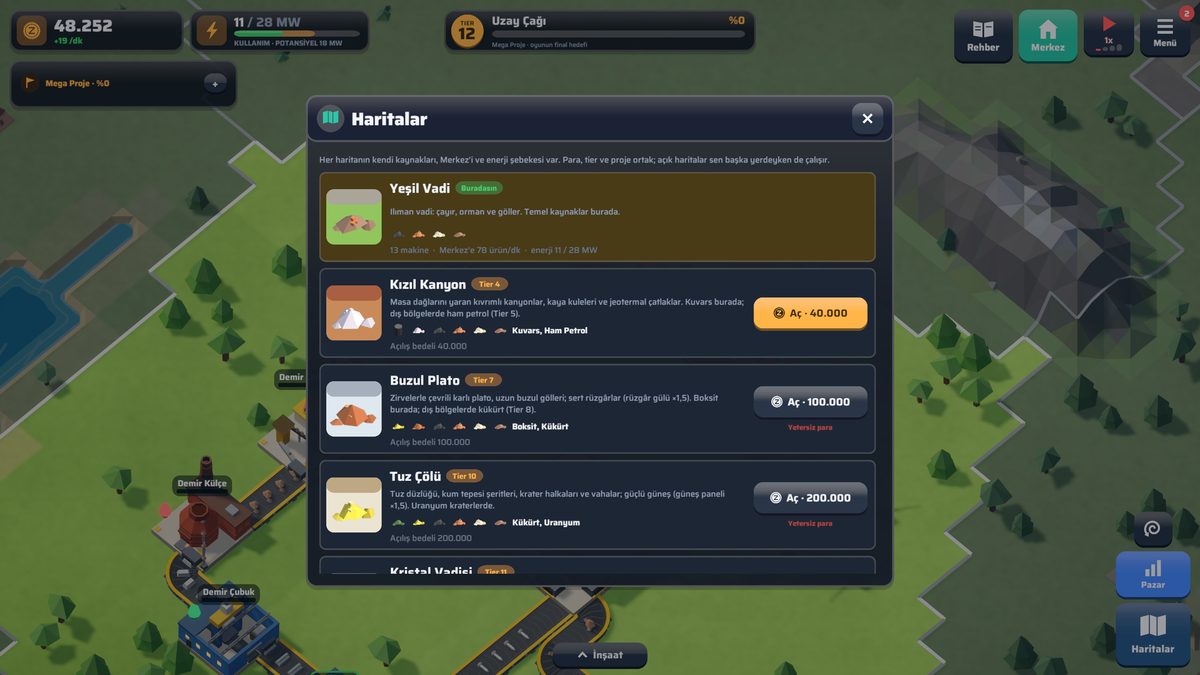 48.252
+19 /dk
11 / 28 MW
KULLANIM · POTANSİYEL 18 MW
TIER
12
Uzay Çağı
%0
Mega Proje · oyunun final hedefi
Rehber
Merkez
1x
2
Menü
Mega Proje · %0
+
Haritalar
Her haritanın kendi kaynakları, Merkez'i ve enerji şebekesi var. Para, tier ve proje ortak; açık haritalar sen başka yerdeyken de çalışır.
Yeşil Vadi
Buradasın
Ilıman vadi: çayır, orman ve göller. Temel kaynaklar burada.
13 makine · Merkez'e 78 ürün/dk · enerji 11 / 28 MW
Kızıl Kanyon
Tier 4
Masa dağlarını yaran kıvrımlı kanyonlar, kaya kuleleri ve jeotermal çatlaklar. Kuvars burada;
dış bölgelerde ham petrol (Tier 5).
Kuvars, Ham Petrol
Açılış bedeli 40.000
Aç · 40.000
Buzul Plato
Tier 7
Zirvelerle çevrili karlı plato, uzun buzul gölleri; sert rüzgârlar (rüzgâr gülü ×1,5). Boksit
burada; dış bölgelerde kükürt (Tier 8).
Boksit, Kükürt
Açılış bedeli 100.000
Aç · 100.000
Yetersiz para
Tuz Çölü
Tier 10
Tuz düzlüğü, kum tepesi şeritleri, krater halkaları ve vahalar; güçlü güneş (güneş paneli
×1,5). Uranyum kraterlerde.
Kükürt, Uranyum
Açılış bedeli 200.000
Aç · 200.000
Yetersiz para
Kristal Vadisi
Tier 11
Demir
Demir Külçe
Demir Çubuk
İnşaat
Pazar
Haritalar